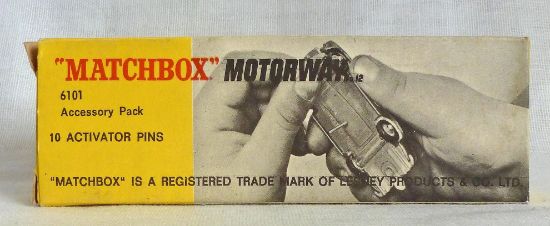 "MATCHBOX" MOTORWAY
6101
Accessory Pack
10 ACTIVATOR PINS
"MATCHBOX" IS A REGISTERED TRADE MARK OF LESNEY PRODUCTS & CO. LTD.